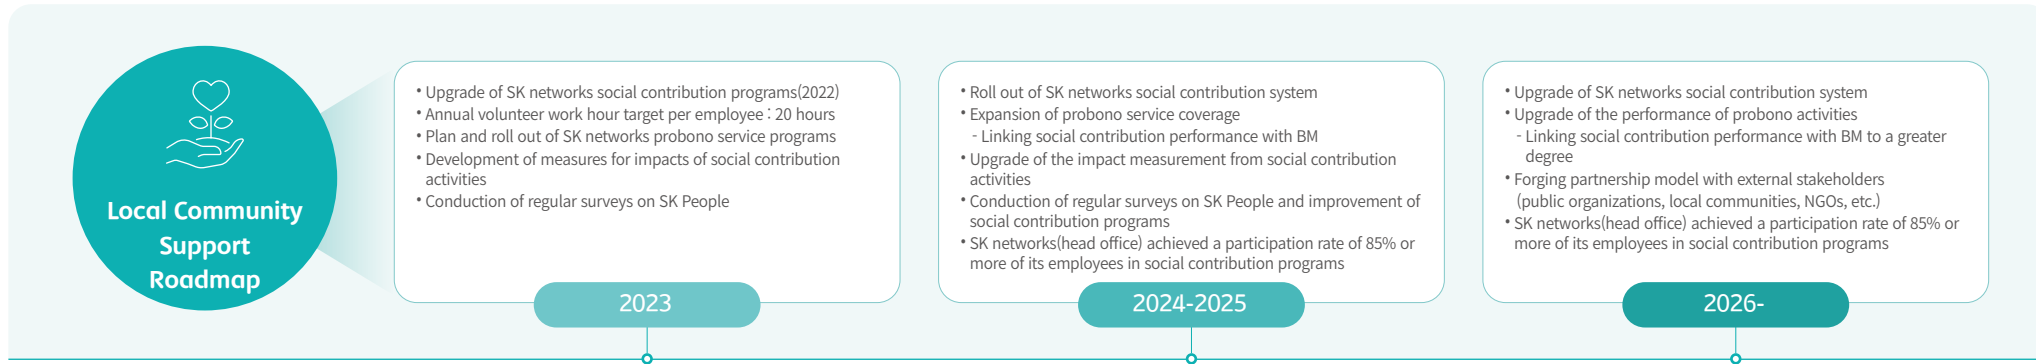 Local Community
Support
Roadmap
• Upgrade of SK networks social contribution programs(2022)
• Annual volunteer work hour target per employee : 20 hours
• Plan and roll out of SK networks probono service programs
• Development of measures for impacts of social contribution
activities
• Conduction of regular surveys on SK People
2023
• Roll out of SK networks social contribution system
• Expansion of probono service coverage
- Linking social contribution performance with BM
• Upgrade of the impact measurement from social contribution
activities
• Conduction of regular surveys on SK People and improvement of
social contribution programs
• SK networks(head office) achieved a participation rate of 85% or
more of its employees in social contribution programs
2024-2025
• Upgrade of SK networks social contribution system
• Upgrade of the performance of probono activities
- Linking social contribution performance with BM to a greater
degree
• Forging partnership model with external stakeholders
(public organizations, local communities, NGOs, etc.)
• SK networks(head office) achieved a participation rate of 85% or
more of its employees in social contribution programs
2026-